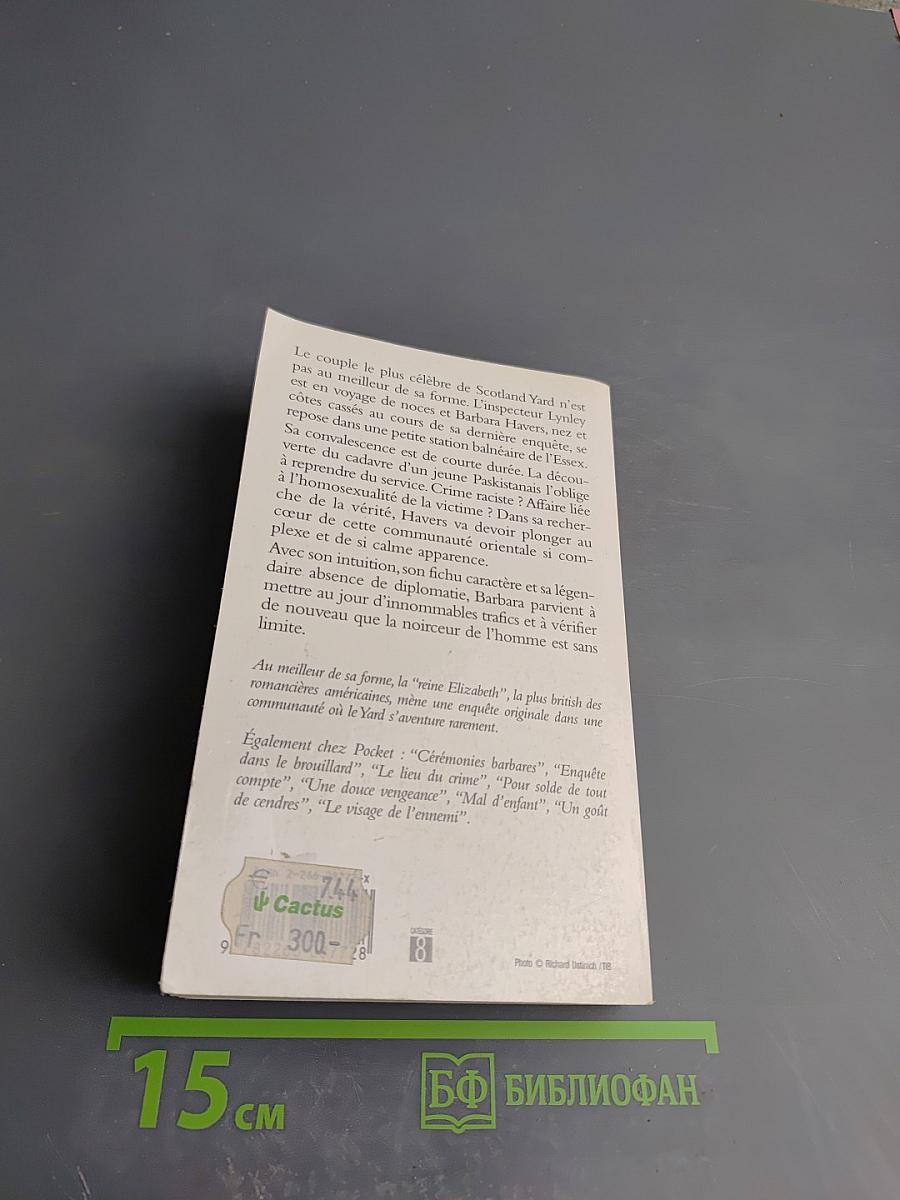 Le couple le plus célèbre de Scotland Yard n'est
pas au meilleur de sa forme. L'inspecteur Lynley
est en voyage de noces et Barbara Havers, nez et
côtes cassés au cours de sa dernière enquête, se
repose dans une petite station balnéaire de l'Essex.
Sa convalescence est de courte durée. La décou-
verte du cadavre d'un jeune Paskistanais l'oblige
à reprendre du service. Crime raciste ? Affaire liée
à l'homosexualité de la victime ? Dans sa recher-
che de la vérité, Havers va devoir plonger au
cœur de cette communauté orientale si com-
plexe et de si calme apparence.
Avec son intuition, son fichu caractère et sa légen-
daire absence de diplomatie, Barbara parvient à
mettre au jour d'innommables trafics et à vérifier
de nouveau que la noirceur de l'homme est sans
limite.
Au meilleur de sa forme, la "reine Elizabeth", la plus british des
romancières américaines, mène une enquête originale dans une
communauté où le Yard s'aventure rarement.
Également chez Pocket : "Cérémonies barbares", "Enquête
dans le brouillard", "Le lieu du crime", "Pour solde de tout
compte", "Une douce vengeance", "Mal d'enfant", "Un goût
de cendres", "Le visage de l'ennemi".
€ 7.44
Cactus
Fr 300.-
CATÉGORIE
8
Photo © Richard Ustinich /TIB
15 см
БФ БИБЛИОФАН